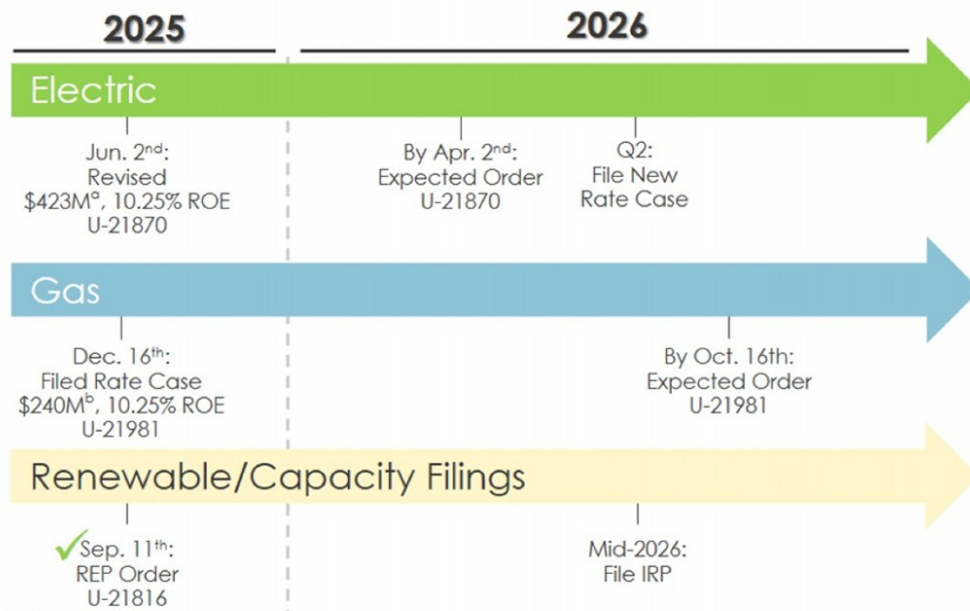 2025
2026
Electric
Jun. 2nd:
Revised
$423Mᵃ, 10.25% ROE
U-21870
By Apr. 2nd:
Expected Order
U-21870
Q2:
File New
Rate Case
Gas
Dec. 16th:
Filed Rate Case
$240Mᵇ, 10.25% ROE
U-21981
By Oct. 16th:
Expected Order
U-21981
Renewable/Capacity Filings
Sep. 11th:
REP Order
U-21816
Mid-2026:
File IRP